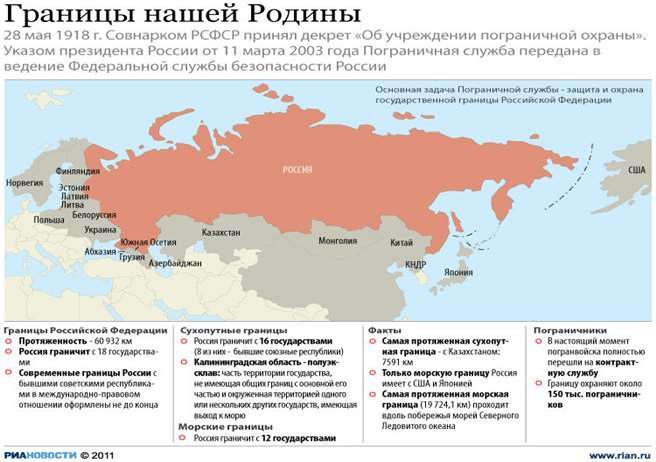 Границы нашей Родины
28 мая 1918 г. Совнарком РСФСР принял декрет «Об учреждении пограничной охраны».
Указом президента России от 11 марта 2003 года Пограничная служба передана в
ведение Федеральной службы безопасности России
Основная задача Пограничной службы - защита и охрана
государственной границы Российской Федерации
РОССИЯ
США
Финляндия
Норвегия
Эстония
Латвия
Литва
Белоруссия
Польша
Украина
Южная Осетия
Абхазия
Грузия
Азербайджан
Казахстан
Монголия
Китай
КНДР
Япония
Границы Российской Федерации
Протяженность - 60 932 км
Россия граничит с 18 государства-
ми
Современные границы России с
бывшими советскими республика-
ми в международно-правовом
отношении оформлены не до конца
Сухопутные границы
Россия граничит с 16 государствами
(8 из них - бывшие союзные республики)
Калининградская область - полуэк-
склав: часть территории государства,
не имеющая общих границ с основной его
частью и окруженная территорией одного
или нескольких других государств, имеющая
выход к морю
Морские границы
Россия граничит с 12 государствами
Факты
Самая протяженная сухопут-
ная граница - с Казахстаном:
7591 км
Только морскую границу Россия
имеет с США и Японией
Самая протяженная морская
граница (19 724,1 км) проходит
вдоль побережья морей Северного
Ледовитого океана
Пограничники
В настоящий момент
погранвойска полностью
перешли на контракт-
ную службу
Границу охраняют около
150 тыс. погранични-
ков
РИАНОВОСТИ © 2011
www.rian.ru